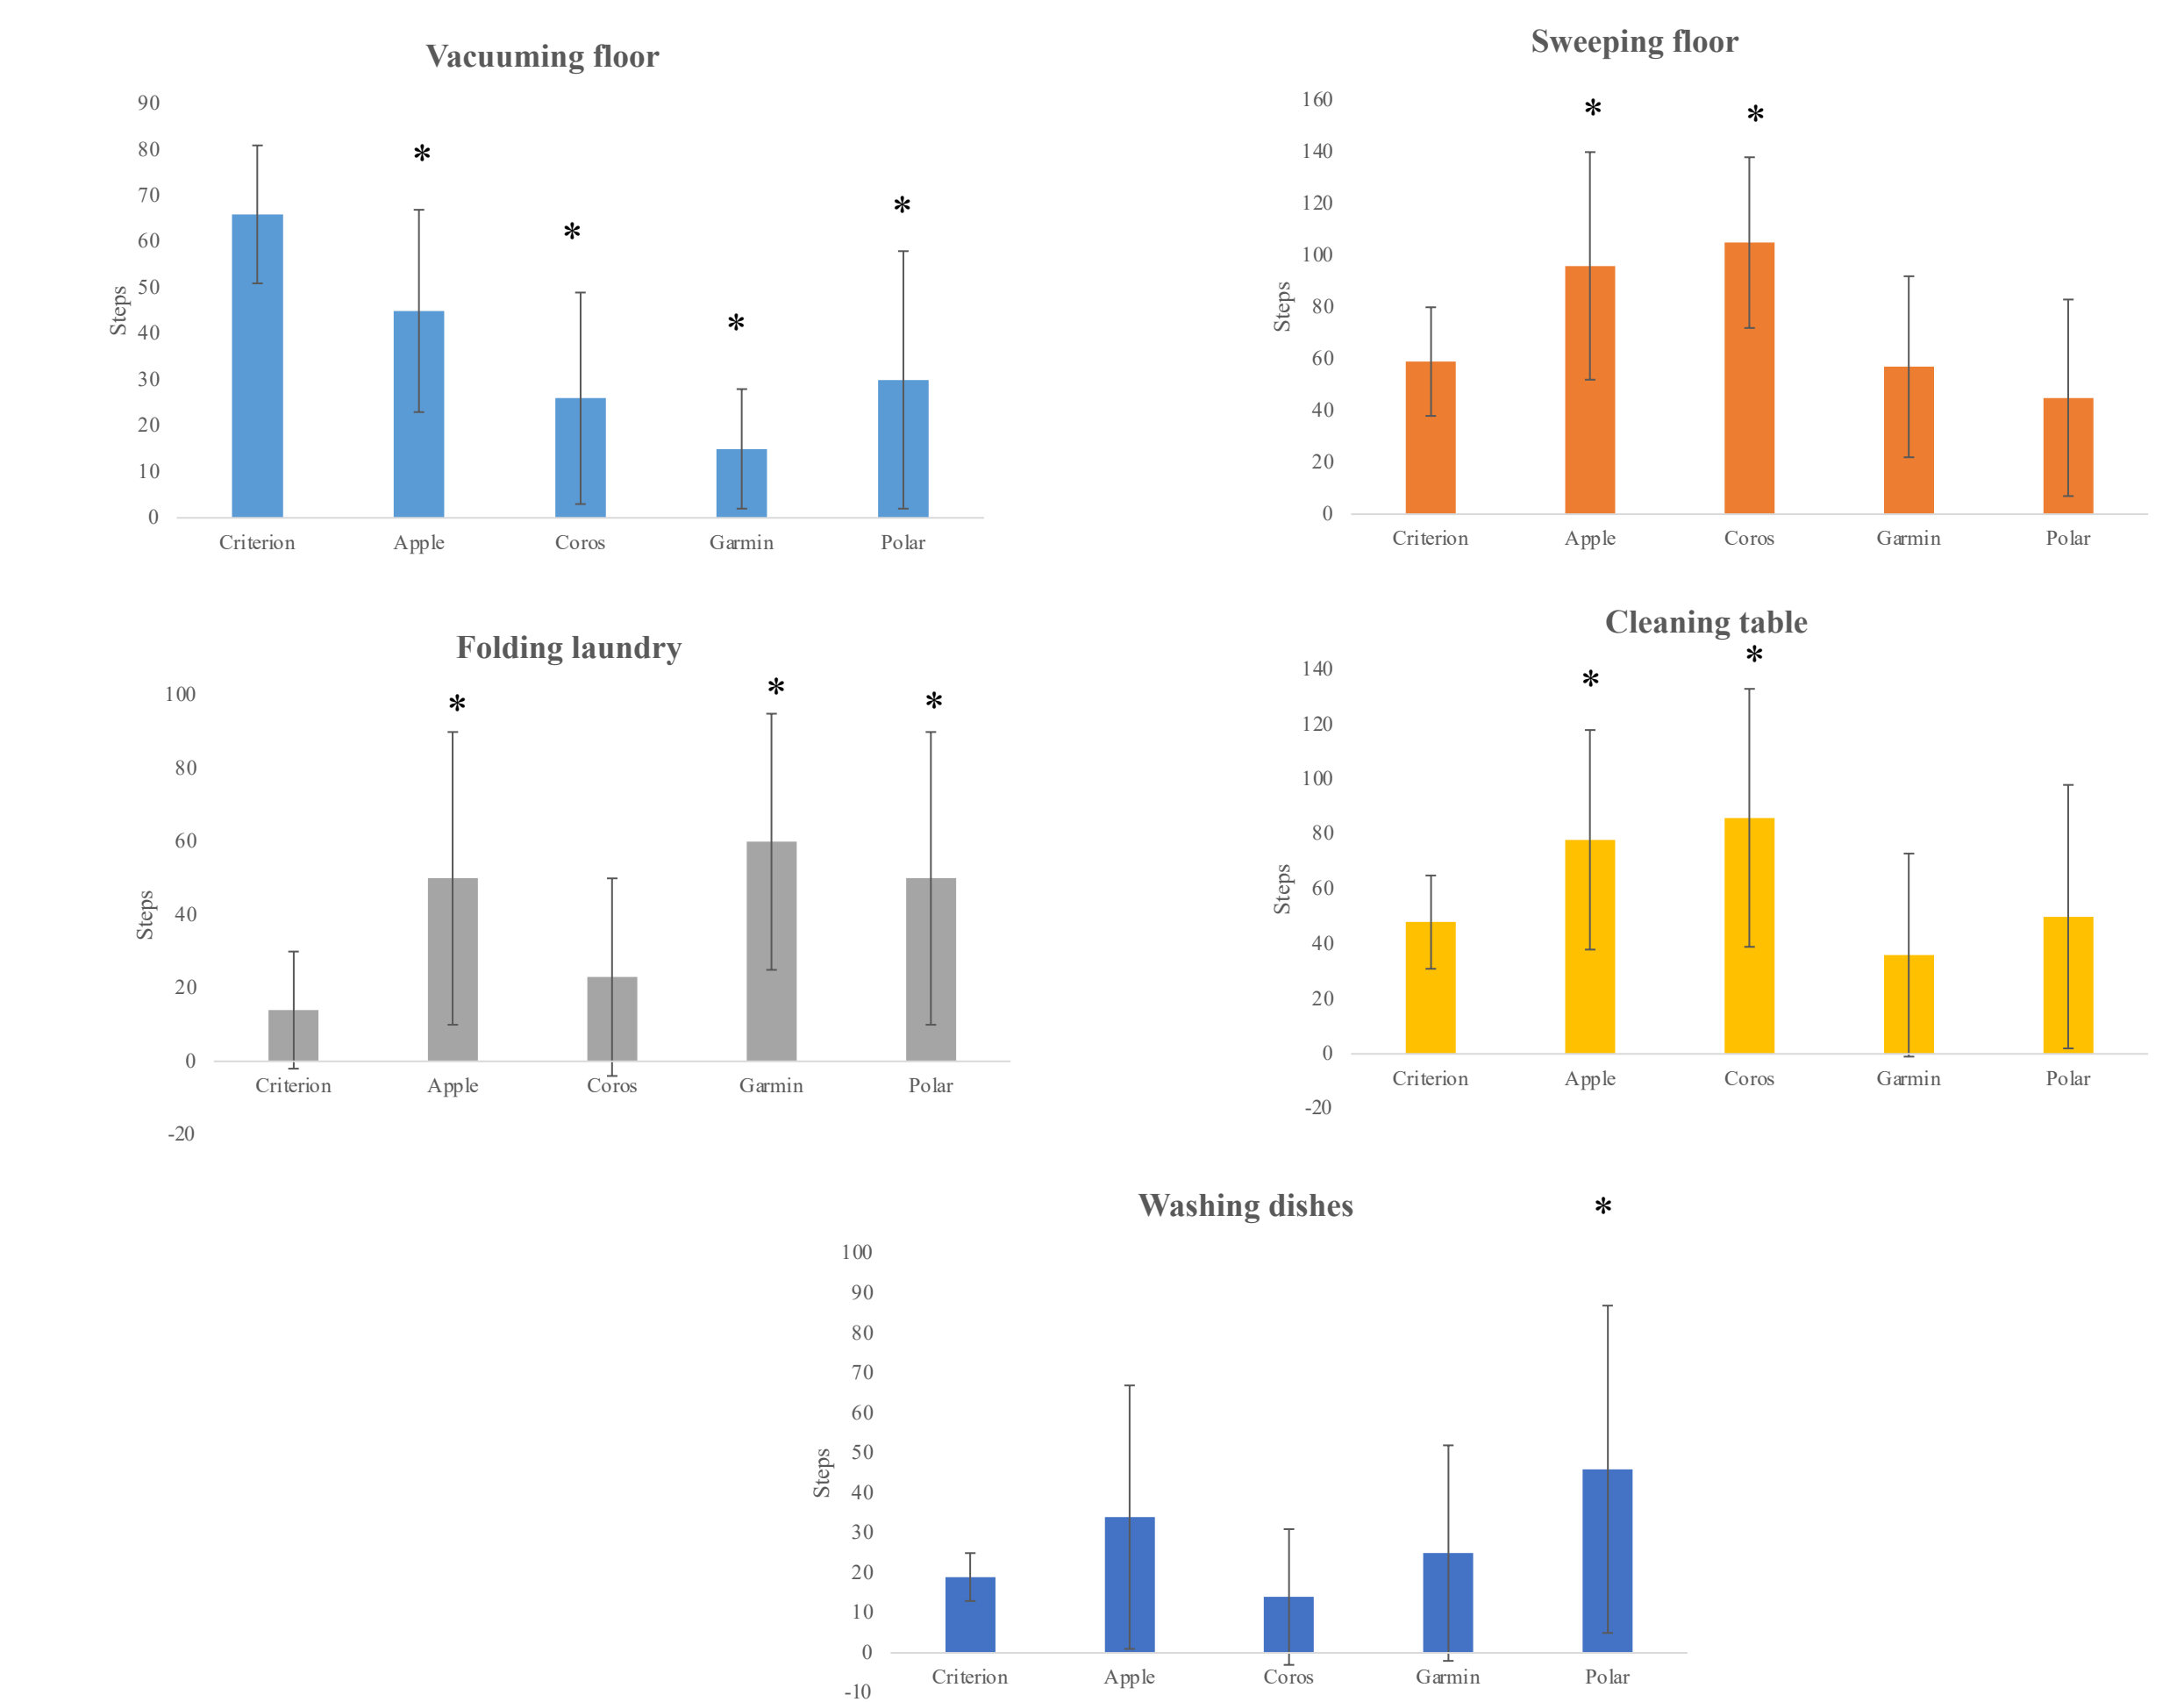 Vacuuming floor
90
80
70
60
50
40
30
20
10
0
Steps
* * * *
Criterion Apple Coros Garmin Polar
Sweeping floor
160
140
120
100
80
60
40
20
0
Steps
* *
Criterion Apple Coros Garmin Polar
Folding laundry
100
80
60
40
20
0
-20
Steps
* * *
Criterion Apple Coros Garmin Polar
Cleaning table
140
120
100
80
60
40
20
0
-20
Steps
* *
Criterion Apple Coros Garmin Polar
Washing dishes
100
90
80
70
60
50
40
30
20
10
0
-10
Steps
*
Criterion Apple Coros Garmin Polar